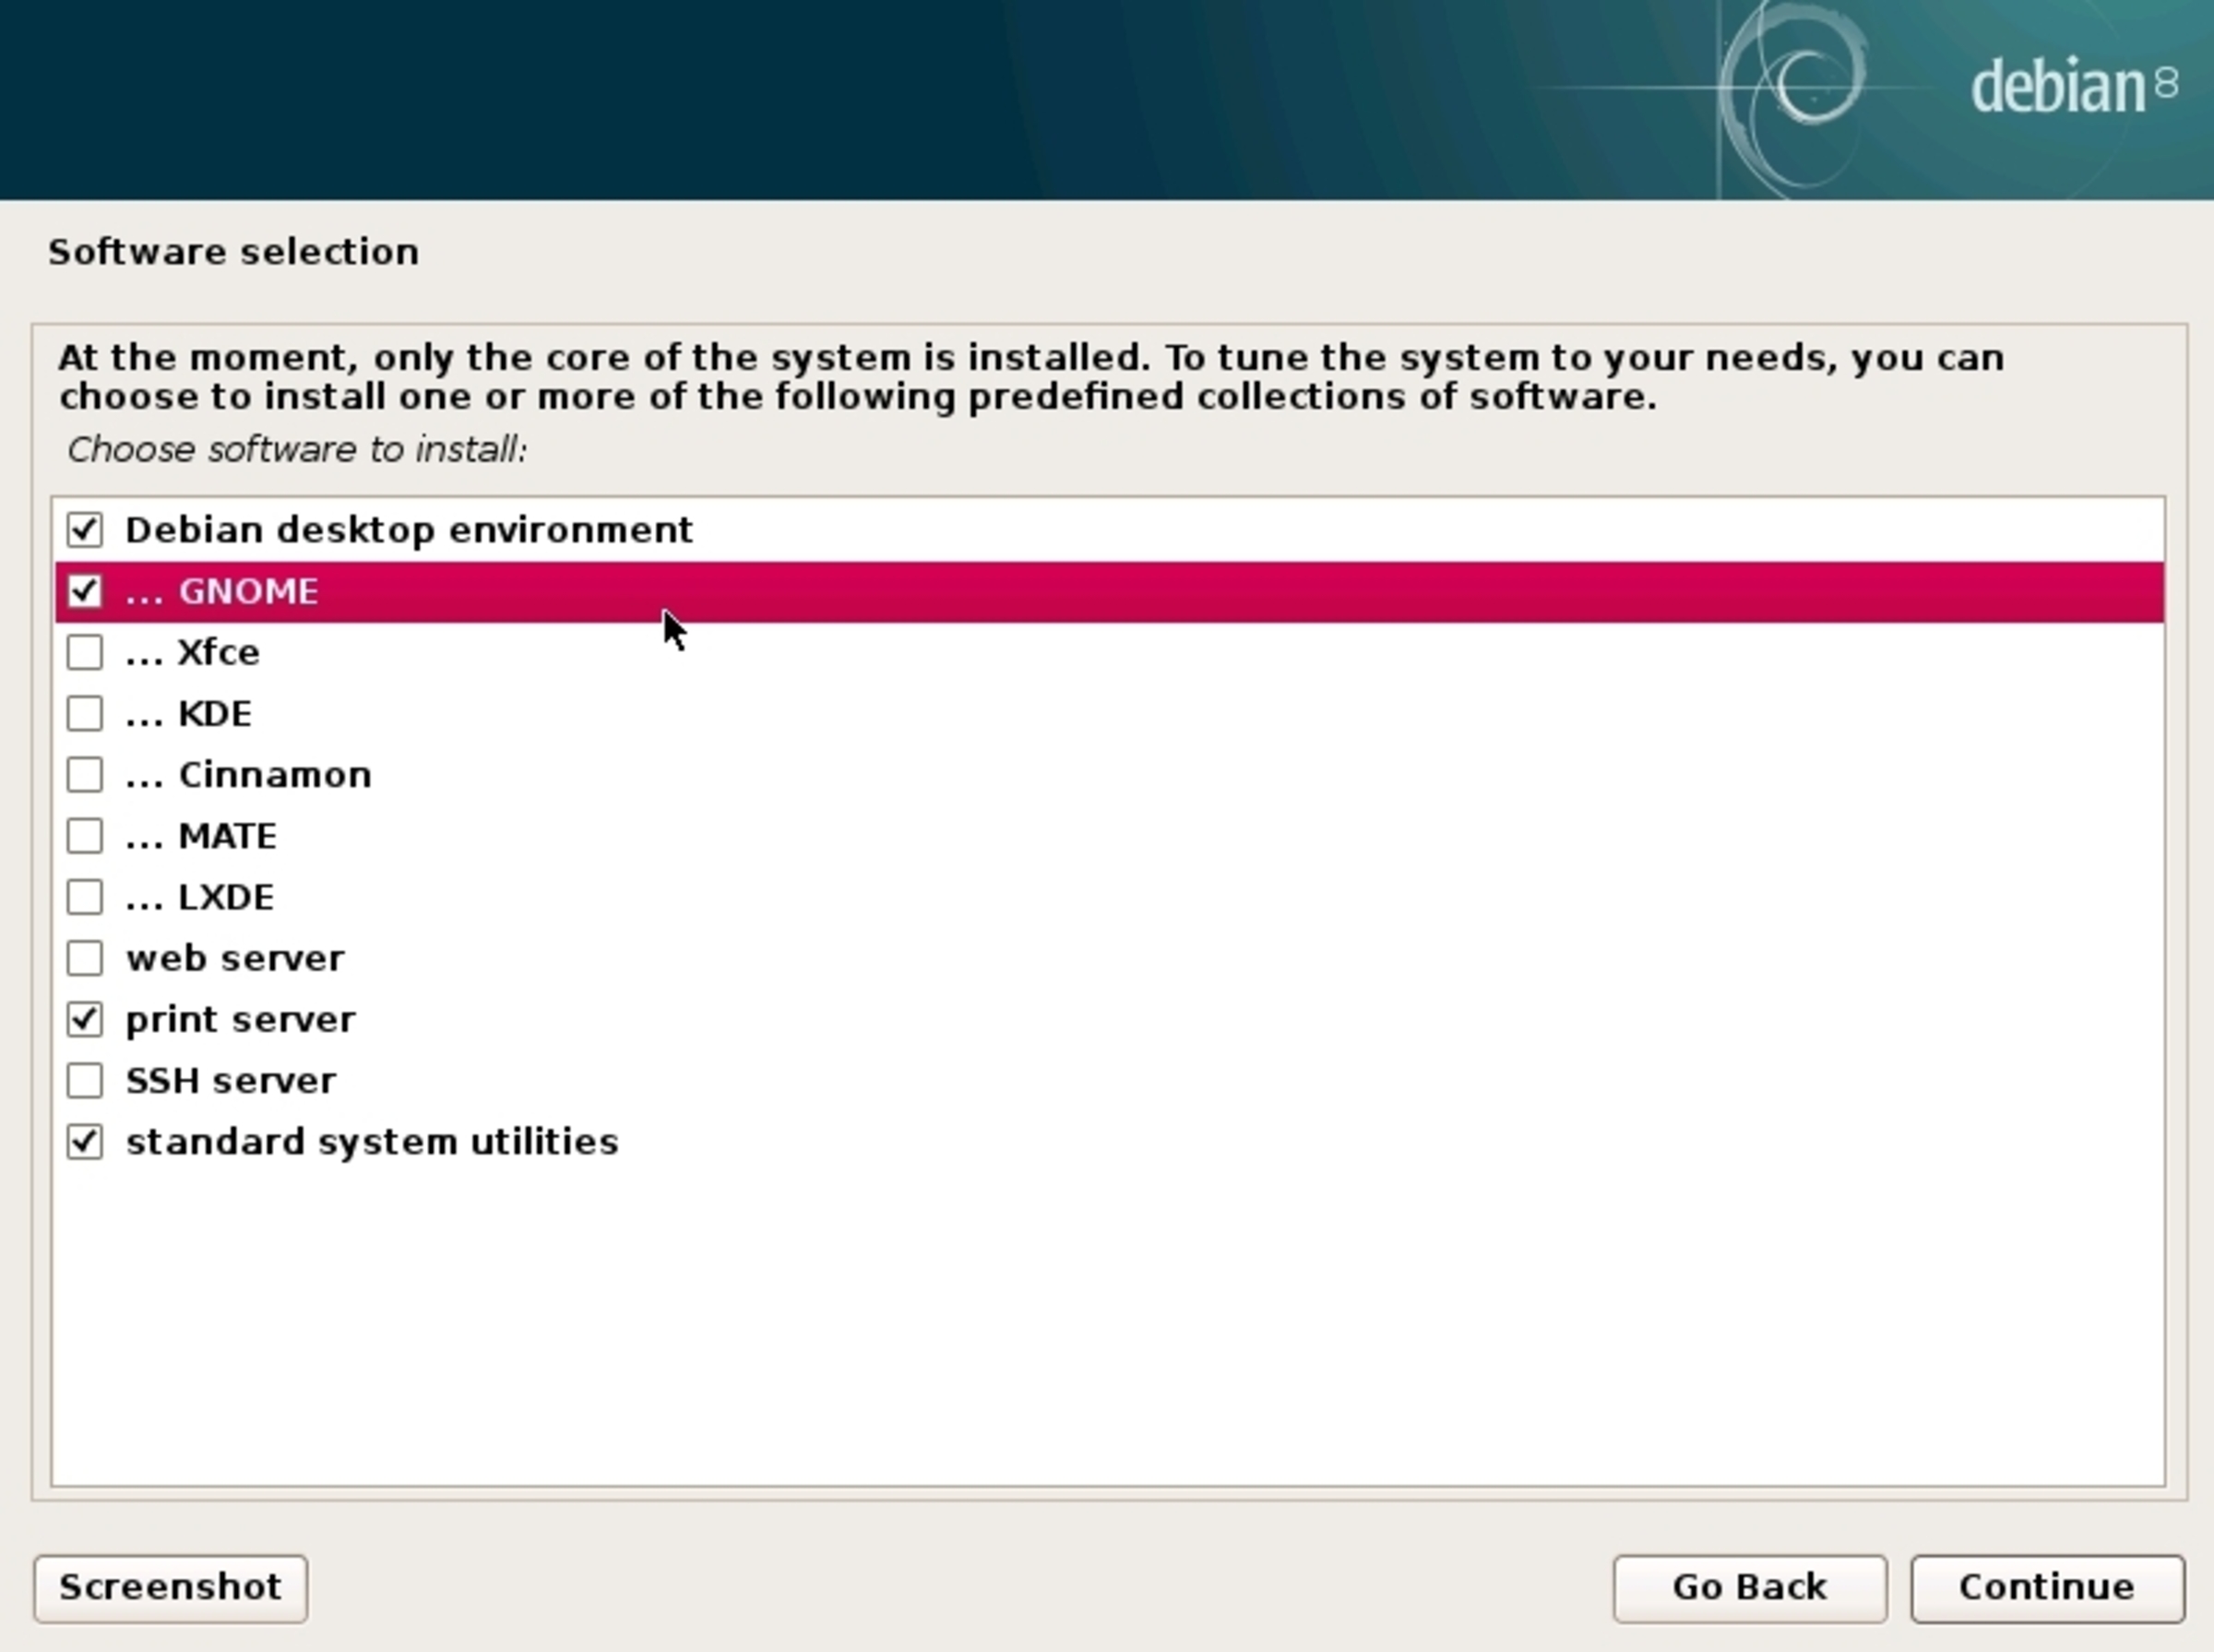 debian 8
Software selection
At the moment, only the core of the system is installed. To tune the system to your needs, you can
choose to install one or more of the following predefined collections of software.
Choose software to install:
Debian desktop environment
... GNOME
... Xfce
... KDE
... Cinnamon
... MATE
... LXDE
web server
print server
SSH server
standard system utilities
Screenshot
Go Back
Continue